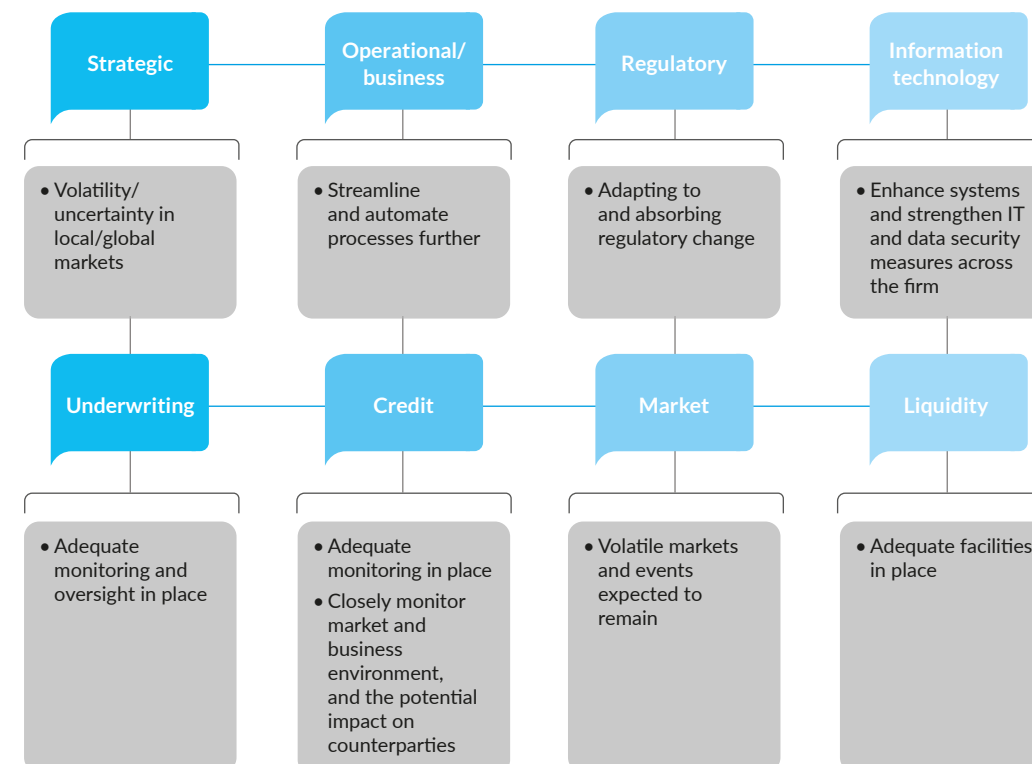 Strategic
Operational/
business
Regulatory
Information
technology
• Volatility/
uncertainty in
local/global
markets
• Streamline
and automate
processes further
• Adapting to
and absorbing
regulatory change
• Enhance systems
and strengthen IT
and data security
measures across
the firm
Underwriting
Credit
Market
Liquidity
• Adequate
monitoring and
oversight in place
• Adequate
monitoring in place
• Closely monitor
market and
business
environment,
and the potential
impact on
counterparties
• Volatile markets
and events
expected to
remain
• Adequate facilities
in place